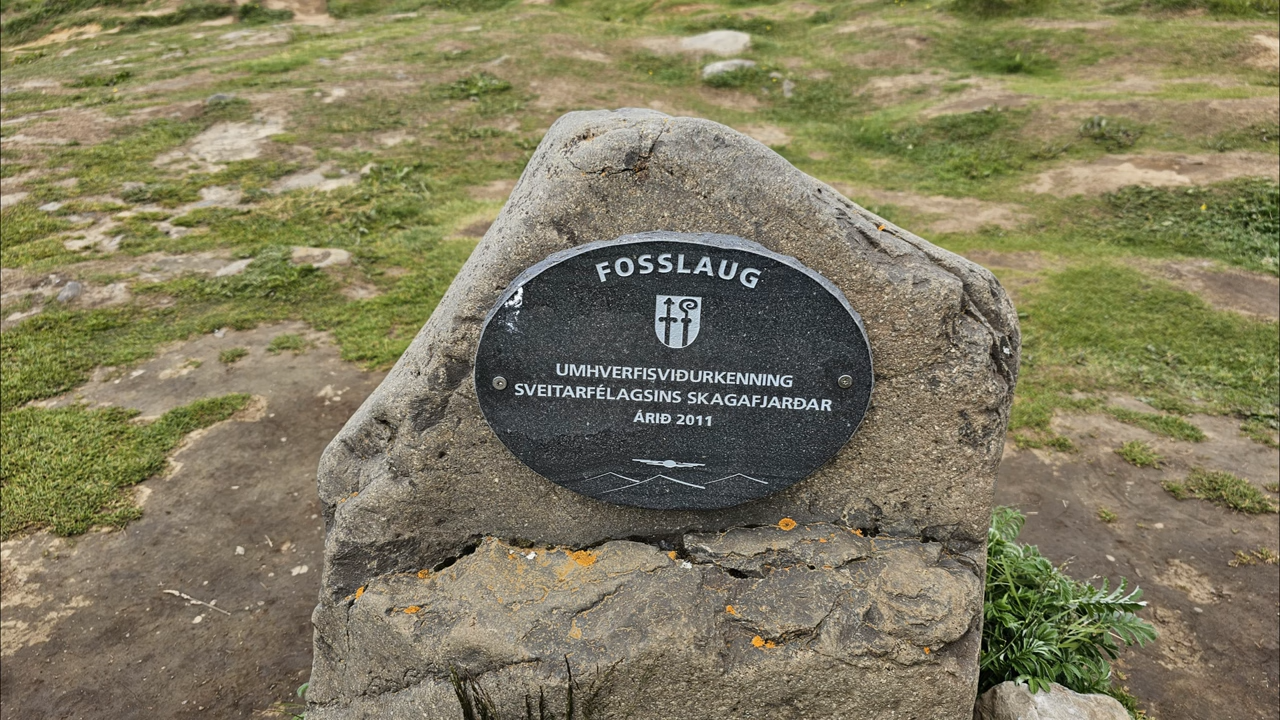 FOSSLAUG
UMHVERFISVIÐURKENNING
SVEITARFÉLAGSINS SKAGAFJARÐAR
ÁRIÐ 2011